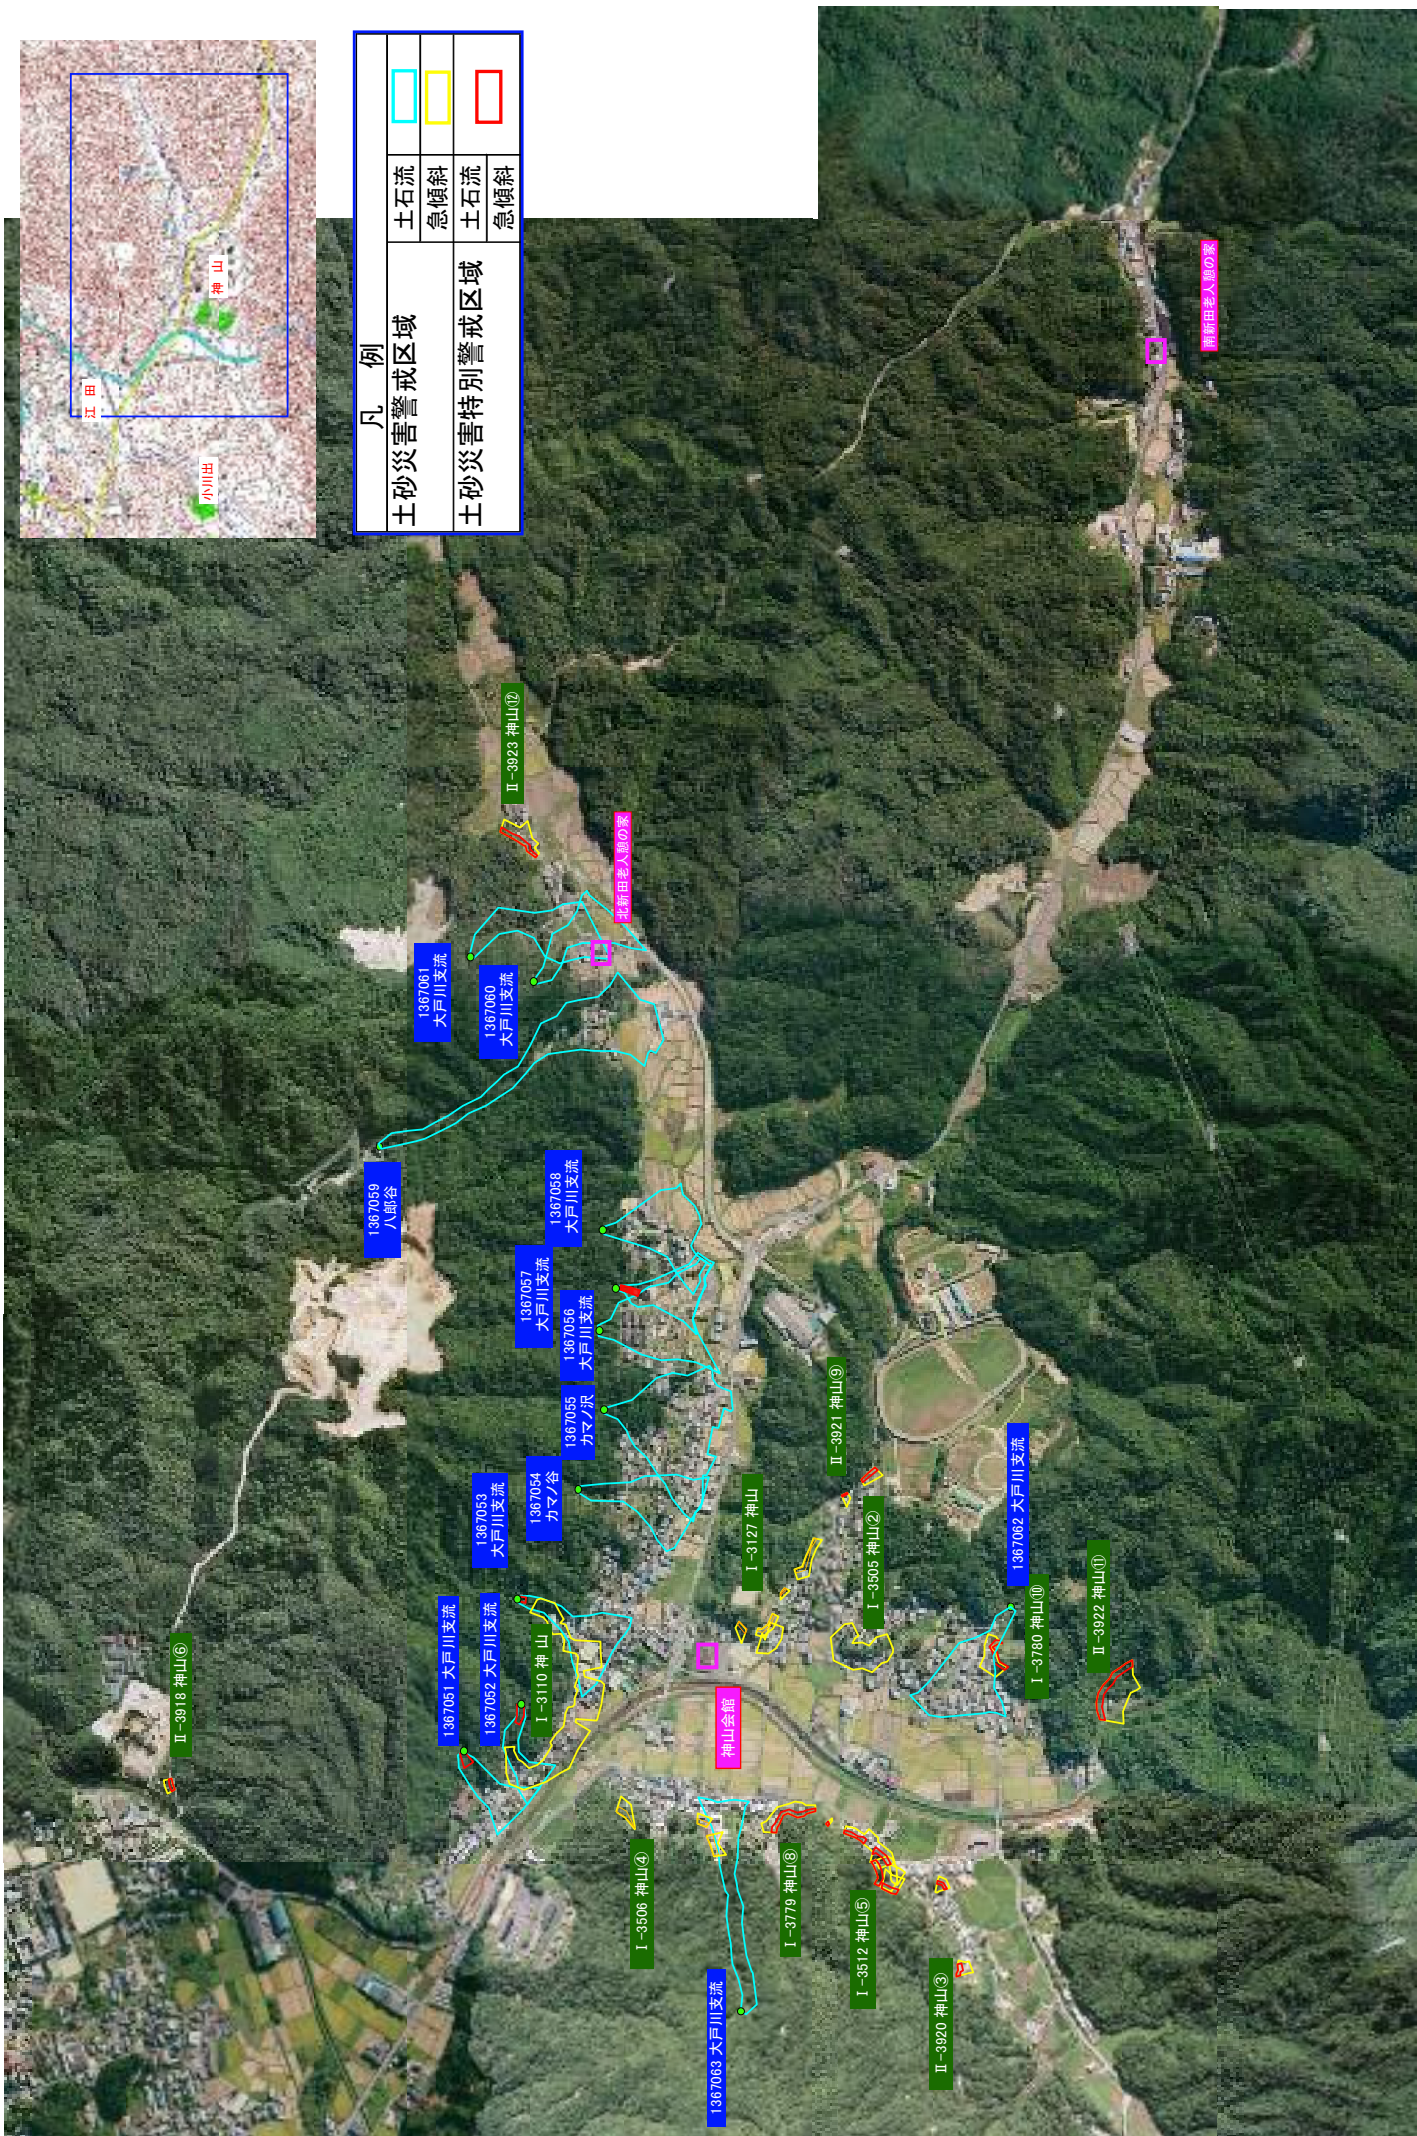 江 田
神 山
小川出
凡 例
土砂災害警戒区域
土石流
急傾斜
土砂災害特別警戒区域
土石流
急傾斜
南新田老人憩の家
Ⅱ-3923 神山⑫
北新田老人憩の家
1367061
大戸川支流
1367060
大戸川支流
1367059
八郎谷
1367058
大戸川支流
1367057
大戸川支流
1367056
大戸川支流
1367055
カマノ沢
1367054
カマノ谷
1367053
大戸川支流
1367052 大戸川支流
1367051 大戸川支流
Ⅰ-3110 神 山
Ⅱ-3918 神山⑥
Ⅰ-3127 神山
Ⅱ-3921 神山⑨
Ⅰ-3505 神山②
1367062 大戸川支流
Ⅰ-3780 神山⑩
Ⅱ-3922 神山⑪
神山会館
Ⅰ-3506 神山④
1367063 大戸川支流
Ⅰ-3779 神山⑧
Ⅰ-3512 神山⑤
Ⅱ-3920 神山③